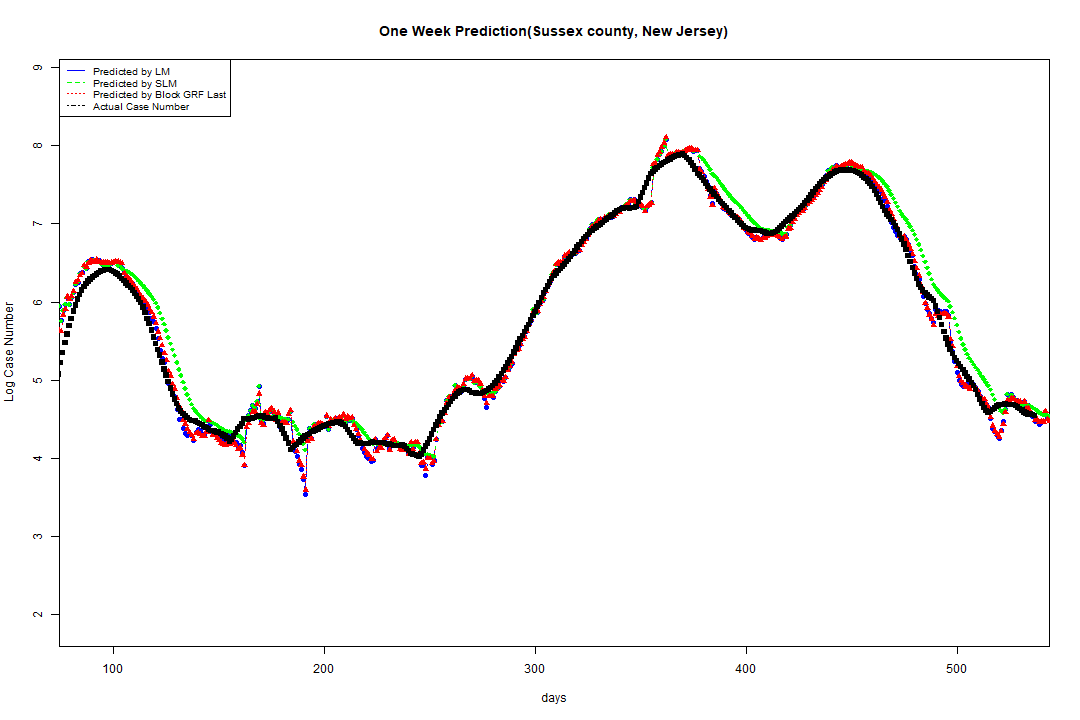 One Week Prediction(Sussex county, New Jersey)
Predicted by LM
Predicted by SLM
Predicted by Block GRF Last
Actual Case Number
9
8
7
6
5
4
3
2
Log Case Number
100 200 300 400 500
days